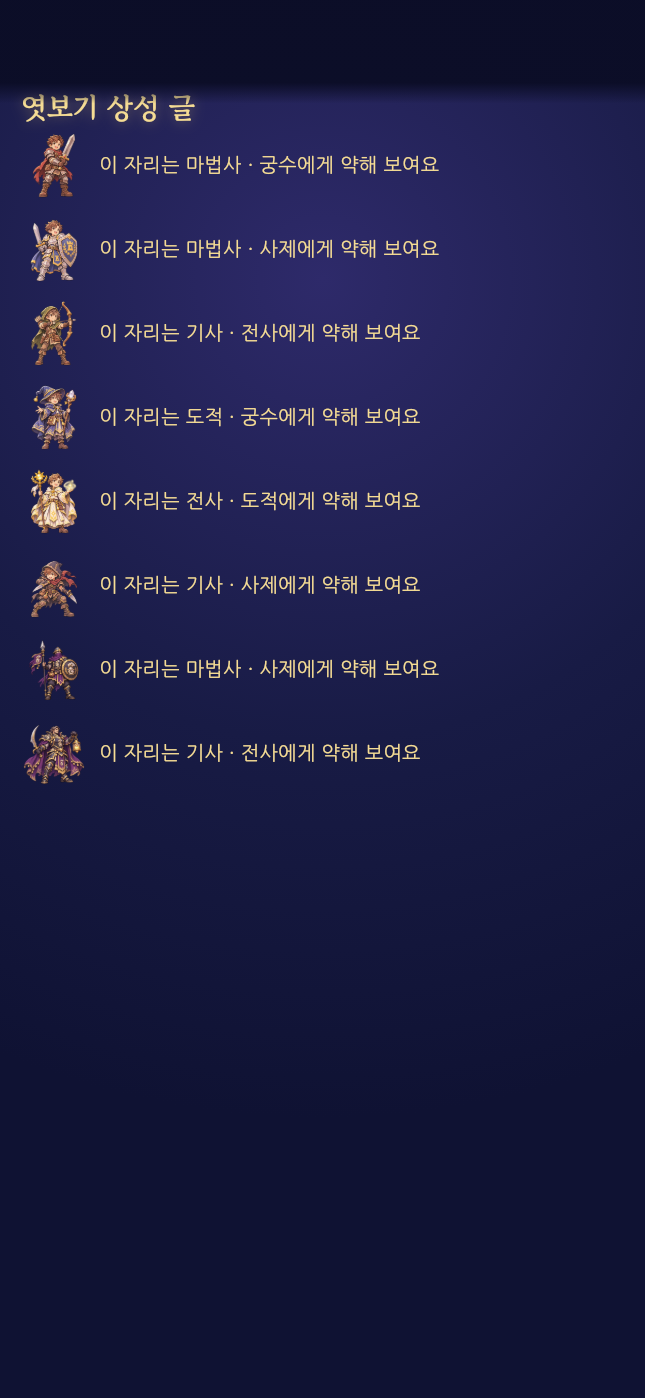 엿보기 상성 글
이 자리는 마법사 · 궁수에게 약해 보여요
이 자리는 마법사 · 사제에게 약해 보여요
이 자리는 기사 · 전사에게 약해 보여요
이 자리는 도적 · 궁수에게 약해 보여요
이 자리는 전사 · 도적에게 약해 보여요
이 자리는 기사 · 사제에게 약해 보여요
이 자리는 마법사 · 사제에게 약해 보여요
이 자리는 기사 · 전사에게 약해 보여요